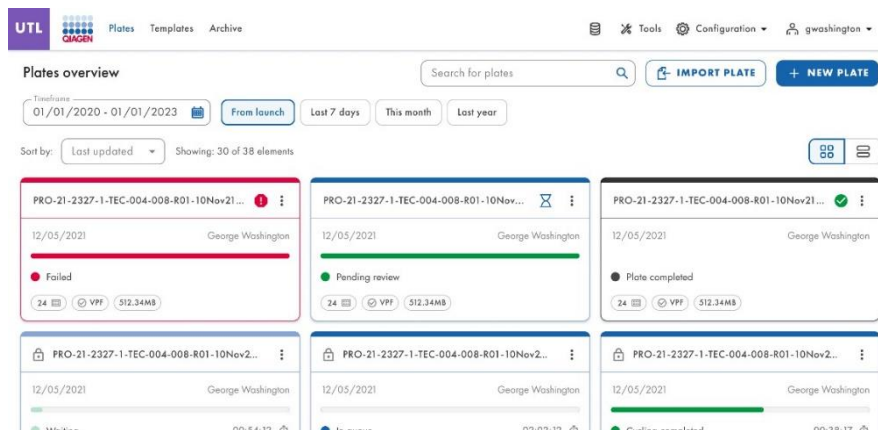 UTL QIAGEN Plates Templates Archive Tools Configuration gwashington
Plates overview Search for plates IMPORT PLATE + NEW PLATE
Timeframe
01/01/2020 - 01/01/2023 From launch Last 7 days This month Last year
Sort by: Last updated Showing: 30 of 38 elements
PRO-21-2327-1-TEC-004-008-R01-10Nov21... PRO-21-2327-1-TEC-004-008-R01-10Nov... PRO-21-2327-1-TEC-004-008-R01-10Nov21...
12/05/2021 George Washington 12/05/2021 George Washington 12/05/2021 George Washington
Failed Pending review Plate completed
24 VPF 512.34MB 24 VPF 512.34MB 24 VPF 512.34MB
PRO-21-2327-1-TEC-004-008-R01-10Nov2... PRO-21-2327-1-TEC-004-008-R01-10Nov2... PRO-21-2327-1-TEC-004-008-R01-10Nov2...
12/05/2021 George Washington 12/05/2021 George Washington 12/05/2021 George Washington
Waiting In queue Cycling completed